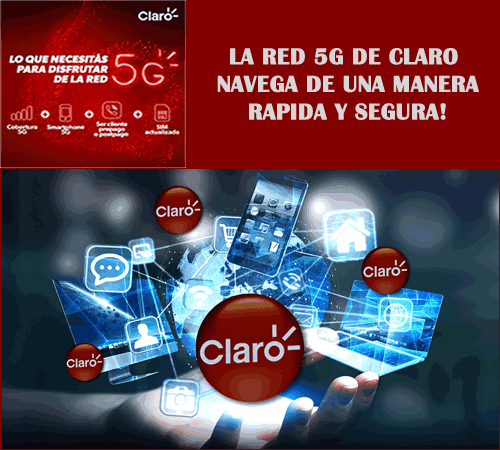 Claro
LO QUE NECESITÁS
PARA DISFRUTAR
DE LA RED
5G
Cobertura
5G
+
Smartphone
5G
+
Ser cliente
prepago
o postpago
+
SIM
actualizada
LA RED 5G DE CLARO
NAVEGA DE UNA MANERA
RAPIDA Y SEGURA!
Claro
Claro
Claro
Claro